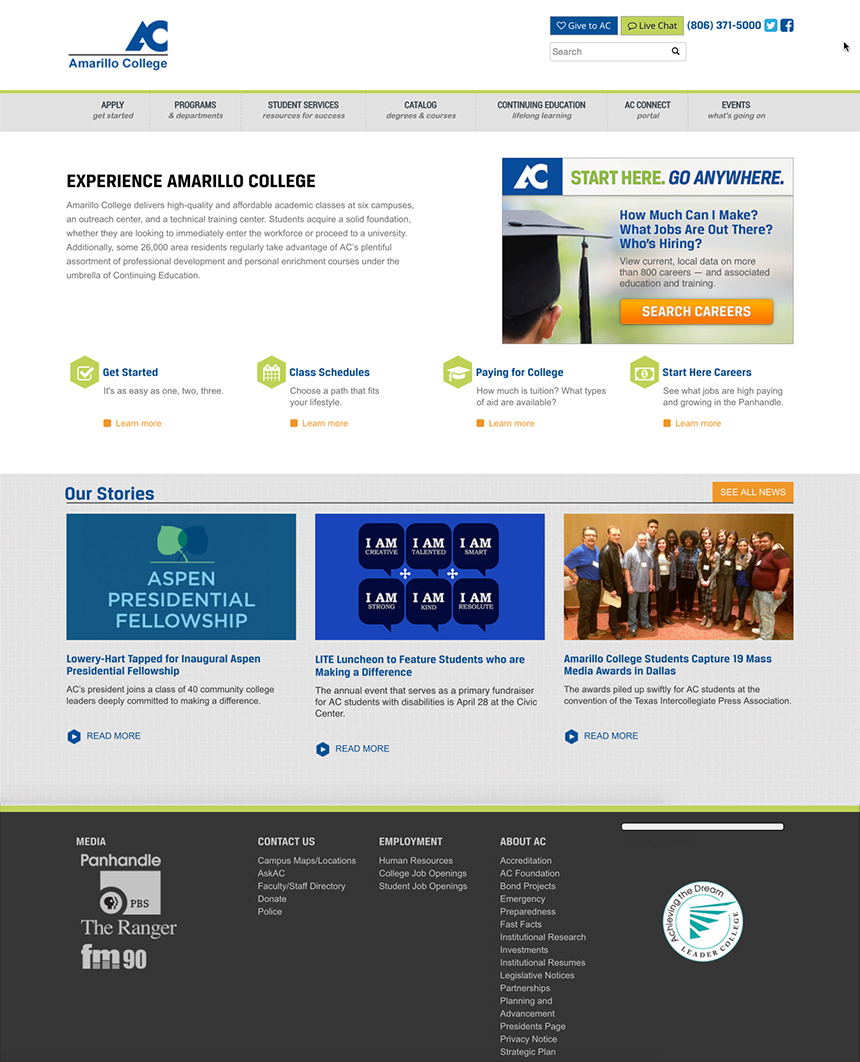 AC
Amarillo College
Give to AC
Live Chat
(806) 371-5000
Search
APPLY
get started
PROGRAMS
& departments
STUDENT SERVICES
resources for success
CATALOG
degrees & courses
CONTINUING EDUCATION
lifelong learning
AC CONNECT
portal
EVENTS
what's going on
EXPERIENCE AMARILLO COLLEGE
Amarillo College delivers high-quality and affordable academic classes at six campuses,
an outreach center, and a technical training center. Students acquire a solid foundation,
whether they are looking to immediately enter the workforce or proceed to a university.
Additionally, some 26,000 area residents regularly take advantage of AC's plentiful
assortment of professional development and personal enrichment courses under the
umbrella of Continuing Education.
AC START HERE. GO ANYWHERE.
How Much Can I Make?
What Jobs Are Out There?
Who's Hiring?
View current, local data on more
than 800 careers — and associated
education and training.
SEARCH CAREERS
Get Started
It's as easy as one, two, three.
Learn more
Class Schedules
Choose a path that fits
your lifestyle.
Learn more
Paying for College
How much is tuition? What types
of aid are available?
Learn more
Start Here Careers
See what jobs are high paying
and growing in the Panhandle.
Learn more
Our Stories
SEE ALL NEWS
ASPEN
PRESIDENTIAL
FELLOWSHIP
Lowery-Hart Tapped for Inaugural Aspen
Presidential Fellowship
AC's president joins a class of 40 community college
leaders deeply committed to making a difference.
READ MORE
I AM
CREATIVE
I AM
TALENTED
I AM
SMART
I AM
STRONG
I AM
KIND
I AM
RESOLUTE
LITE Luncheon to Feature Students who are
Making a Difference
The annual event that serves as a primary fundraiser
for AC students with disabilities is April 28 at the Civic
Center.
READ MORE
Amarillo College Students Capture 19 Mass
Media Awards in Dallas
The awards piled up swiftly for AC students at the
convention of the Texas Intercollegiate Press Association.
READ MORE
MEDIA
Panhandle
PBS
The Ranger
fm90
CONTACT US
Campus Maps/Locations
AskAC
Faculty/Staff Directory
Donate
Police
EMPLOYMENT
Human Resources
College Job Openings
Student Job Openings
ABOUT AC
Accreditation
AC Foundation
Bond Projects
Emergency
Preparedness
Fast Facts
Institutional Research
Investments
Institutional Resumes
Legislative Notices
Partnerships
Planning and
Advancement
Presidents Page
Privacy Notice
Strategic Plan
Achieving the Dream
LEADER COLLEGE